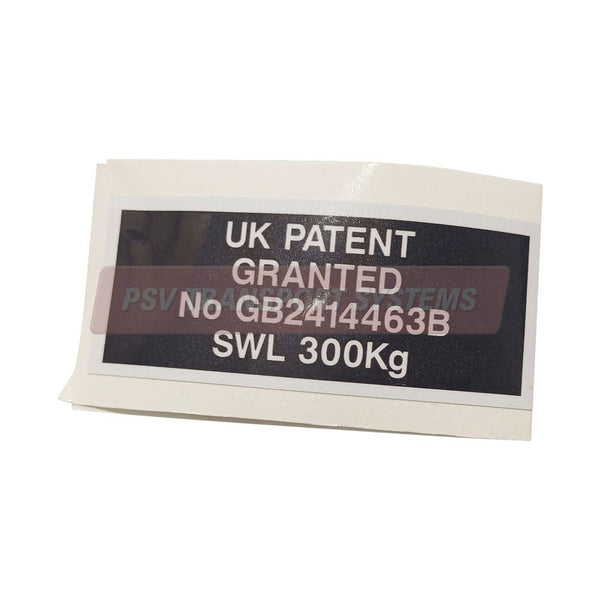 UK PATENT
GRANTED
PSV TRANSPORT SYSTEMS
No GB2414463B
SWL 300Kg